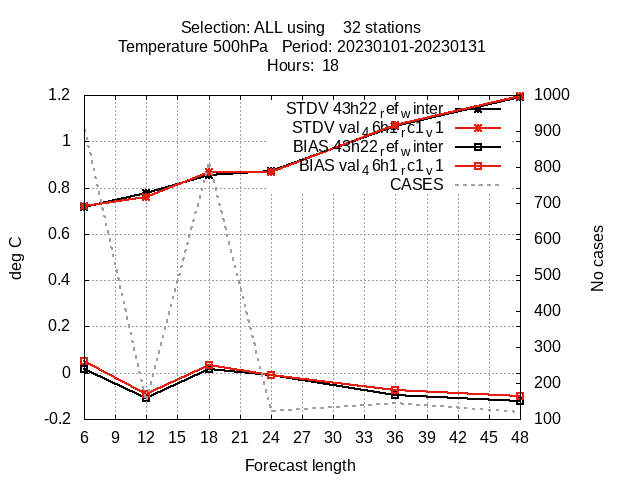 Selection: ALL using    32 stations
Temperature 500hPa   Period: 20230101-20230131
Hours:  18
STDV 43h22_ref_winter
STDV val_46h1_rc1_v1
BIAS 43h22_ref_winter
BIAS val_46h1_rc1_v1
CASES
1.2
1
0.8
0.6
0.4
0.2
0
-0.2
deg C
1000
900
800
700
600
500
400
300
200
100
No cases
6 9 12 15 18 21 24 27 30 33 36 39 42 45 48
Forecast length